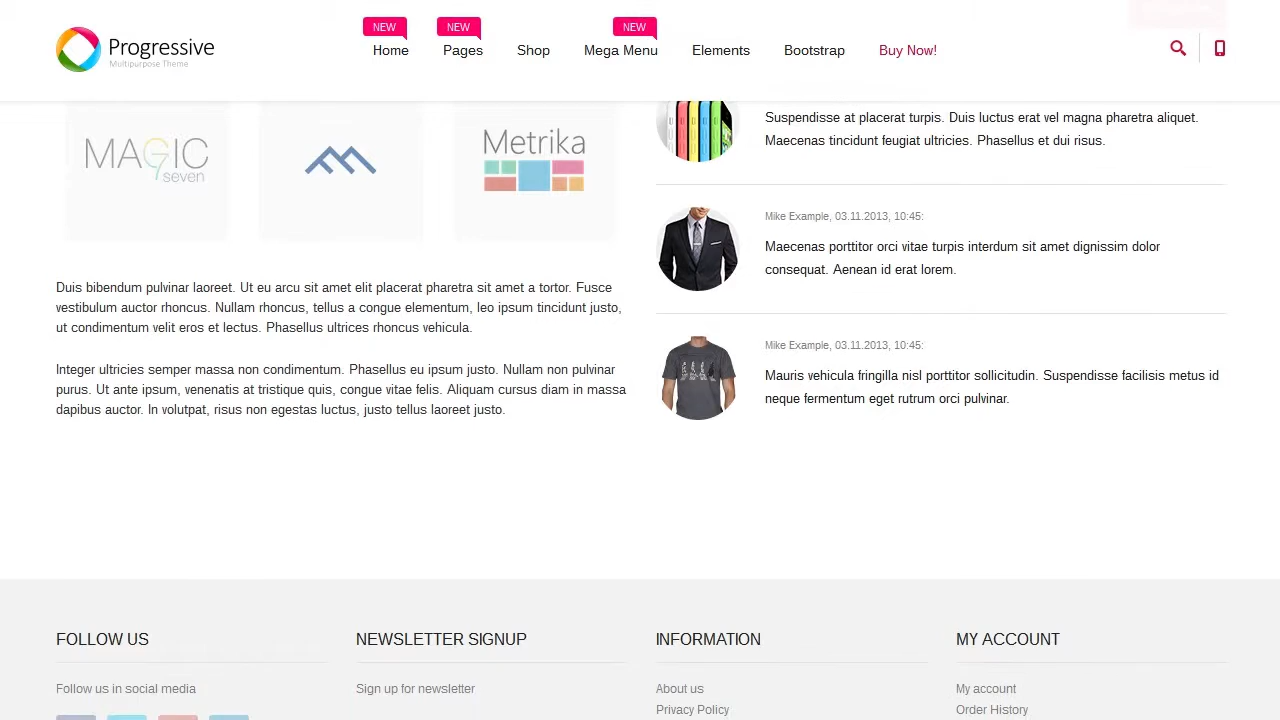 NEW
NEW
NEW
Progressive
Multipurpose Theme
Home
Pages
Shop
Mega Menu
Elements
Bootstrap
Buy Now!
MAGIC
seven
Metrika
Duis bibendum pulvinar laoreet. Ut eu arcu sit amet elit placerat pharetra sit amet a tortor. Fusce
vestibulum auctor rhoncus. Nullam rhoncus, tellus a congue elementum, leo ipsum tincidunt justo,
ut condimentum velit eros et lectus. Phasellus ultrices rhoncus vehicula.
Integer ultricies semper massa non condimentum. Phasellus eu ipsum justo. Nullam non pulvinar
purus. Ut ante ipsum, venenatis at tristique quis, congue vitae felis. Aliquam cursus diam in massa
dapibus auctor. In volutpat, risus non egestas luctus, justo tellus laoreet justo.
Suspendisse at placerat turpis. Duis luctus erat vel magna pharetra aliquet.
Maecenas tincidunt feugiat ultricies. Phasellus et dui risus.
Mike Example, 03.11.2013, 10:45:
Maecenas porttitor orci vitae turpis interdum sit amet dignissim dolor
consequat. Aenean id erat lorem.
Mike Example, 03.11.2013, 10:45:
Mauris vehicula fringilla nisl porttitor sollicitudin. Suspendisse facilisis metus id
neque fermentum eget rutrum orci pulvinar.
FOLLOW US
Follow us in social media
NEWSLETTER SIGNUP
Sign up for newsletter
INFORMATION
About us
Privacy Policy
MY ACCOUNT
My account
Order History